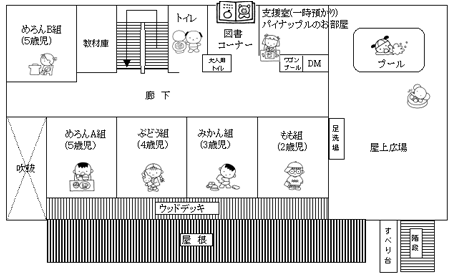 めろんB組
(5歳児)
教材庫
トイレ
図書
コーナー
支援室(一時預かり)
パイナップルのお部屋
大人用
トイレ
ワゴン
プール
DM
プール
廊 下
吹抜
めろんA組
(5歳児)
ぶどう組
(4歳児)
みかん組
(3歳児)
もも組
(2歳児)
足洗場
屋上広場
ウッドデッキ
屋 根
すべり台
階段